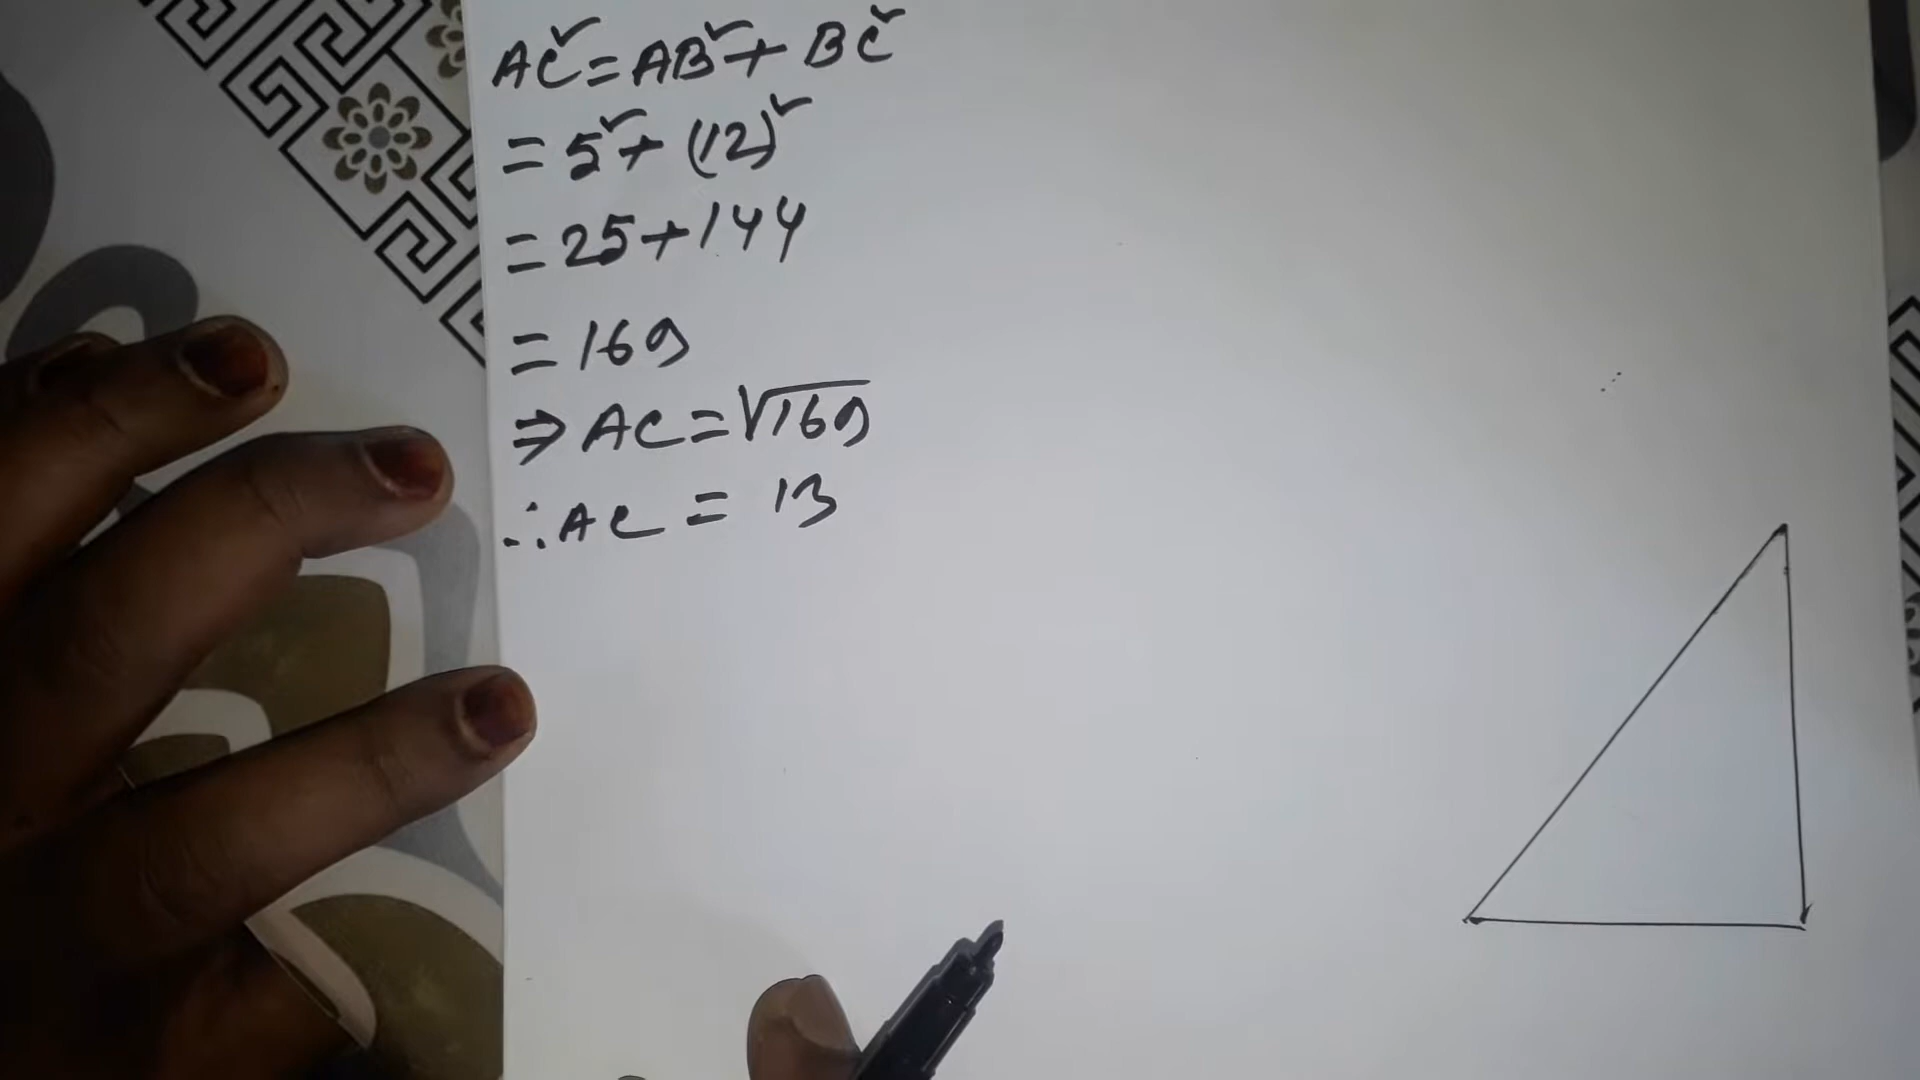 AC² = AB² + BC²
= 5² + (12)²
= 25 + 144
= 169
⇒ AC = √169
∴ AC = 13